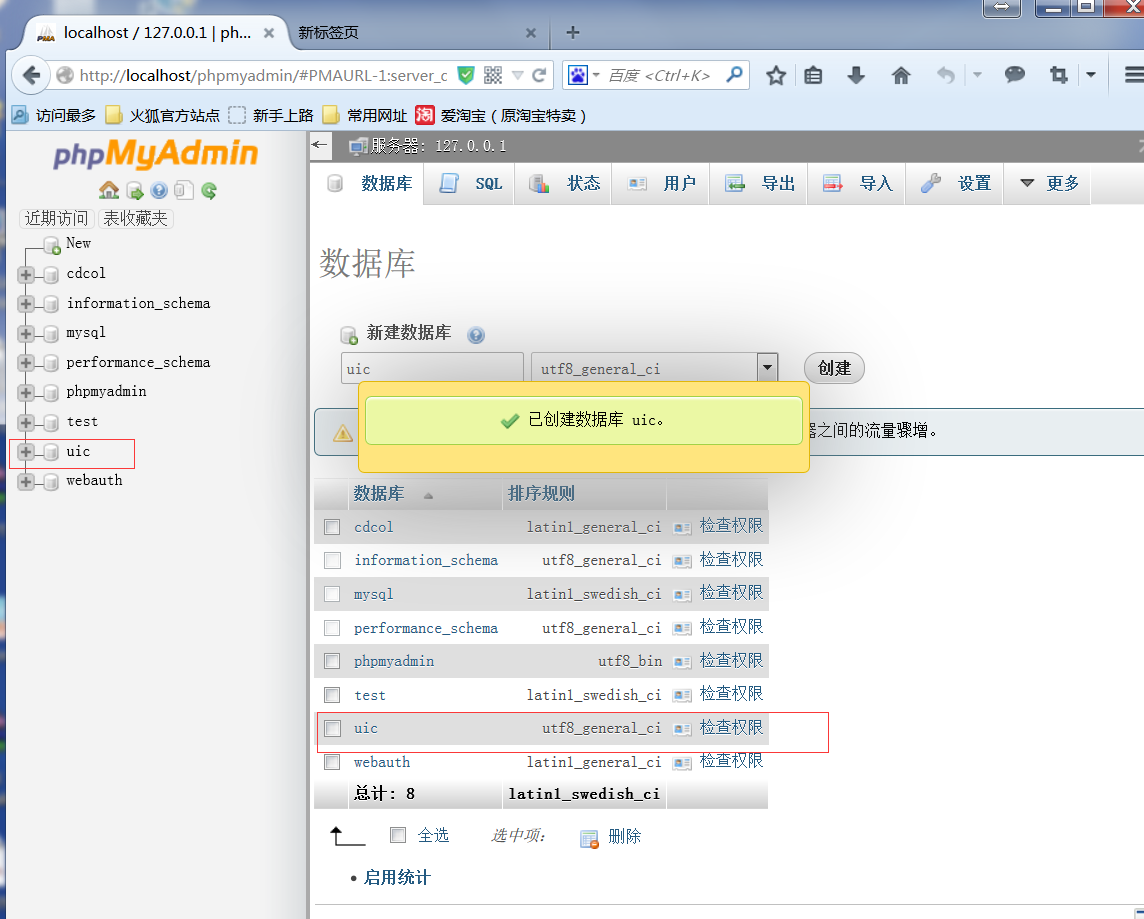 localhost / 127.0.0.1 | ph...
新标签页
http://localhost/phpmyadmin/#PMAURL-1:server_c
百度 <Ctrl+K>
访问最多
火狐官方站点
新手上路
常用网址
淘
爱淘宝（原淘宝特卖）
phpMyAdmin
近期访问
表收藏夹
New
cdcol
information_schema
mysql
performance_schema
phpmyadmin
test
uic
webauth
服务器: 127.0.0.1
数据库
SQL
状态
用户
导出
导入
设置
更多
数据库
新建数据库
uic
utf8_general_ci
创建
已创建数据库 uic。
之间的流量骤增。
数据库 排序规则
cdcol latin1_general_ci 检查权限
information_schema utf8_general_ci 检查权限
mysql latin1_swedish_ci 检查权限
performance_schema utf8_general_ci 检查权限
phpmyadmin utf8_bin 检查权限
test latin1_swedish_ci 检查权限
uic utf8_general_ci 检查权限
webauth latin1_general_ci 检查权限
总计: 8 latin1_swedish_ci
全选 选中项: 删除
启用统计